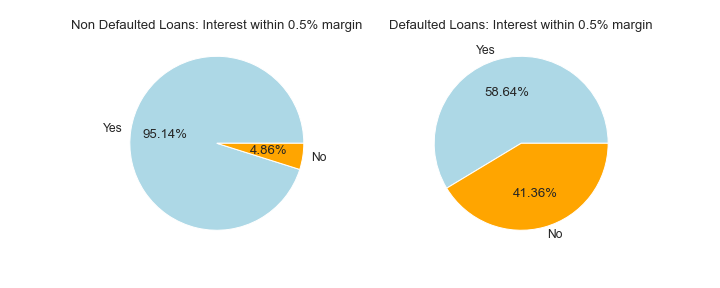 Non Defaulted Loans: Interest within 0.5% margin
Yes
95.14%
4.86%
No
Defaulted Loans: Interest within 0.5% margin
Yes
58.64%
41.36%
No